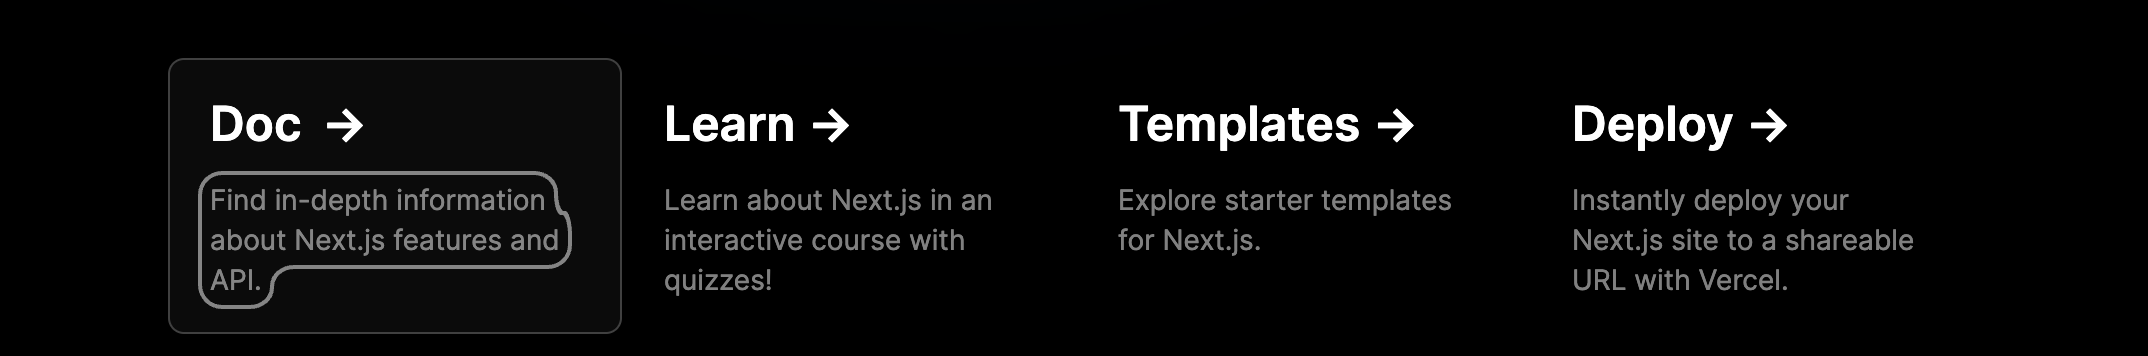 Doc →
Find in-depth information
about Next.js features and
API.
Learn →
Learn about Next.js in an
interactive course with
quizzes!
Templates →
Explore starter templates
for Next.js.
Deploy →
Instantly deploy your
Next.js site to a shareable
URL with Vercel.